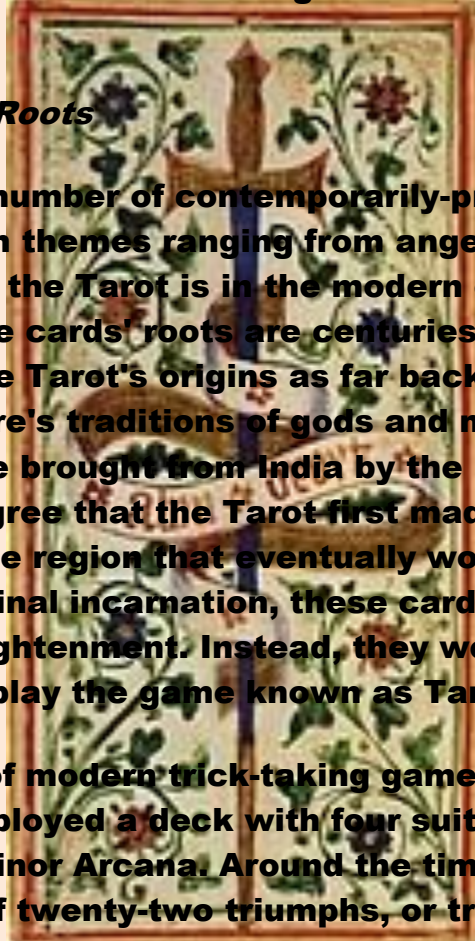 Roots
number of contemporarily-pr
n themes ranging from ange
the Tarot is in the modern
e cards' roots are centuries
e Tarot's origins as far back
re's traditions of gods and m
e brought from India by the
gree that the Tarot first mad
e region that eventually wo
inal incarnation, these card
ghtenment. Instead, they we
play the game known as Tar
of modern trick-taking game
ployed a deck with four suit
inor Arcana. Around the tim
f twenty-two triumphs, or tr